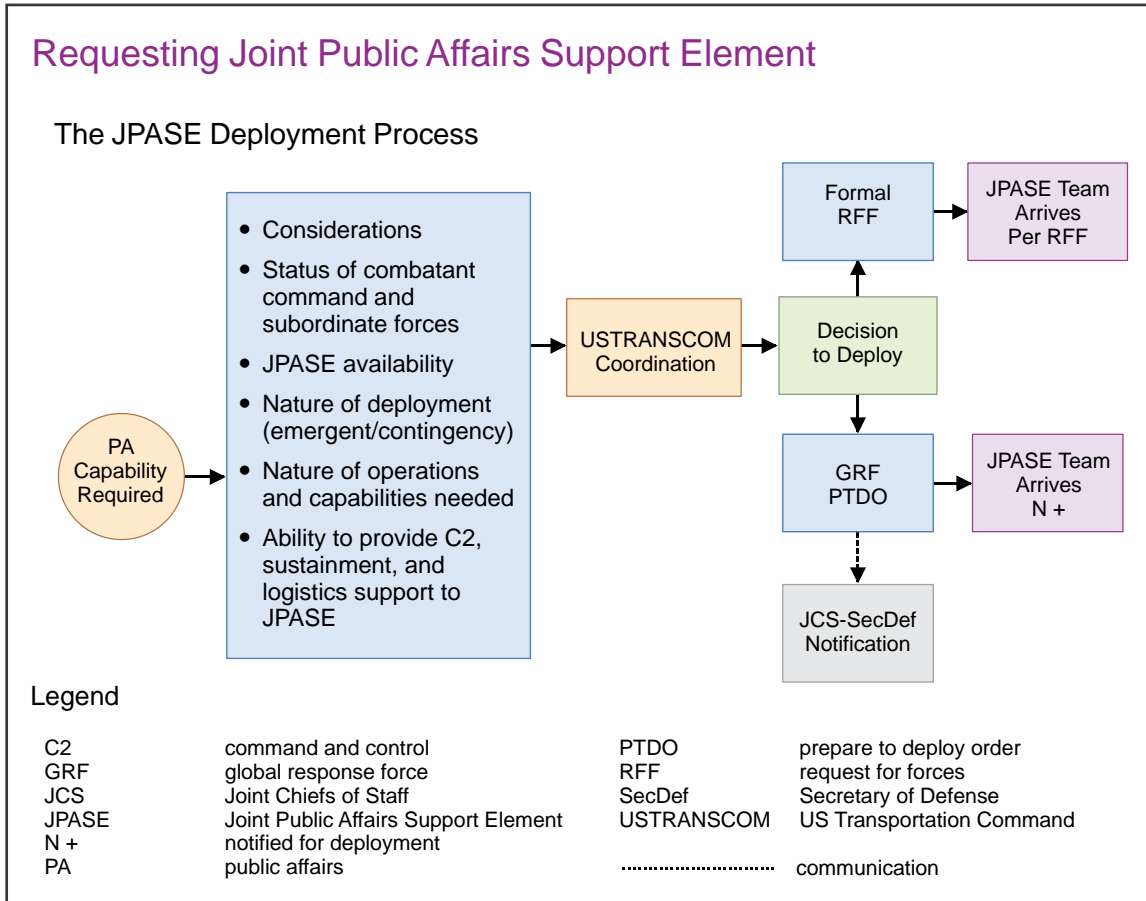 Requesting Joint Public Affairs Support Element
The JPASE Deployment Process
PA
Capability
Required
• Considerations
• Status of combatant
command and
subordinate forces
• JPASE availability
• Nature of deployment
(emergent/contingency)
• Nature of operations
and capabilities needed
• Ability to provide C2,
sustainment, and
logistics support to
JPASE
USTRANSCOM
Coordination
Decision
to Deploy
Formal
RFF
JPASE Team
Arrives
Per RFF
GRF
PTDO
JPASE Team
Arrives
N +
JCS-SecDef
Notification
Legend
C2 command and control
GRF global response force
JCS Joint Chiefs of Staff
JPASE Joint Public Affairs Support Element
N + notified for deployment
PA public affairs
PTDO prepare to deploy order
RFF request for forces
SecDef Secretary of Defense
USTRANSCOM US Transportation Command
communication